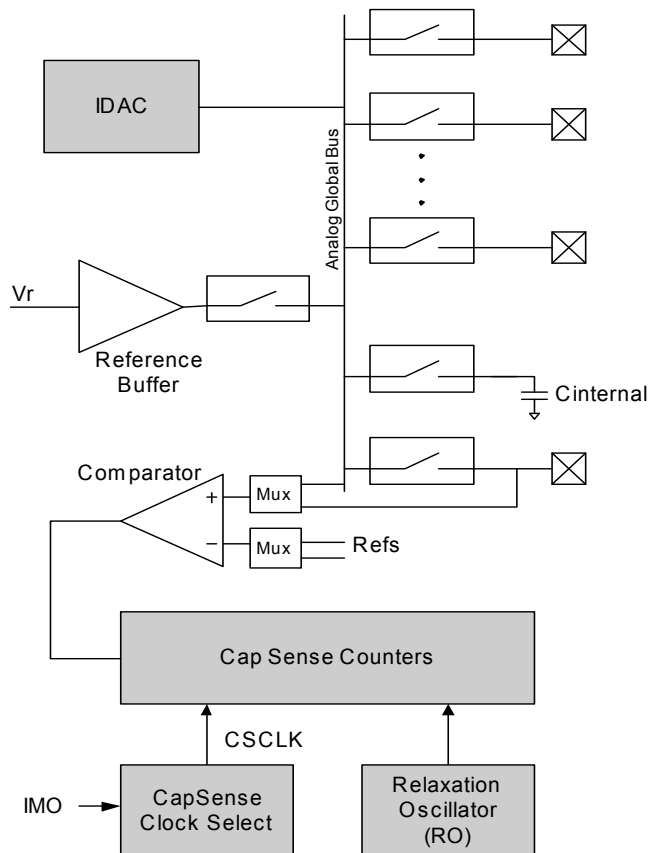 IDAC
Analog Global Bus
Vr
Reference
Buffer
Cinternal
Comparator
+
Mux
−
Mux
Refs
Cap Sense Counters
CSCLK
IMO
CapSense
Clock Select
Relaxation
Oscillator
(RO)